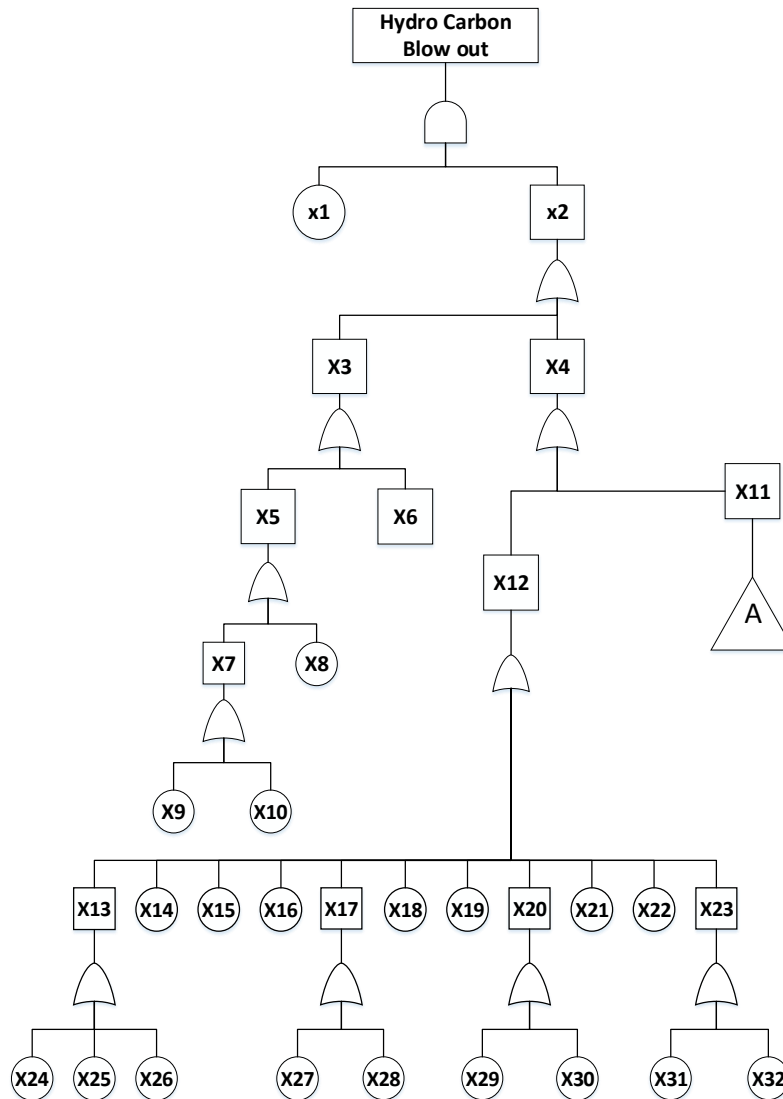 Hydro Carbon
Blow out
x1
x2
X3
X4
X5
X6
X11
X12
A
X7
X8
X9
X10
X13
X14
X15
X16
X17
X18
X19
X20
X21
X22
X23
X24
X25
X26
X27
X28
X29
X30
X31
X32